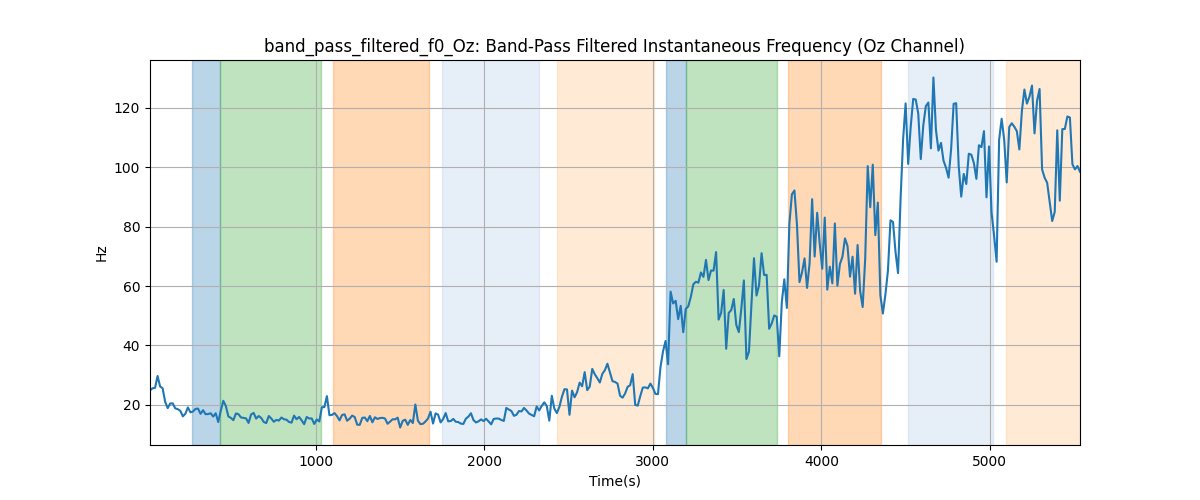 band_pass_filtered_f0_Oz: Band-Pass Filtered Instantaneous Frequency (Oz Channel)
120
100
80
60
40
20
Hz
1000 2000 3000 4000 5000
Time(s)